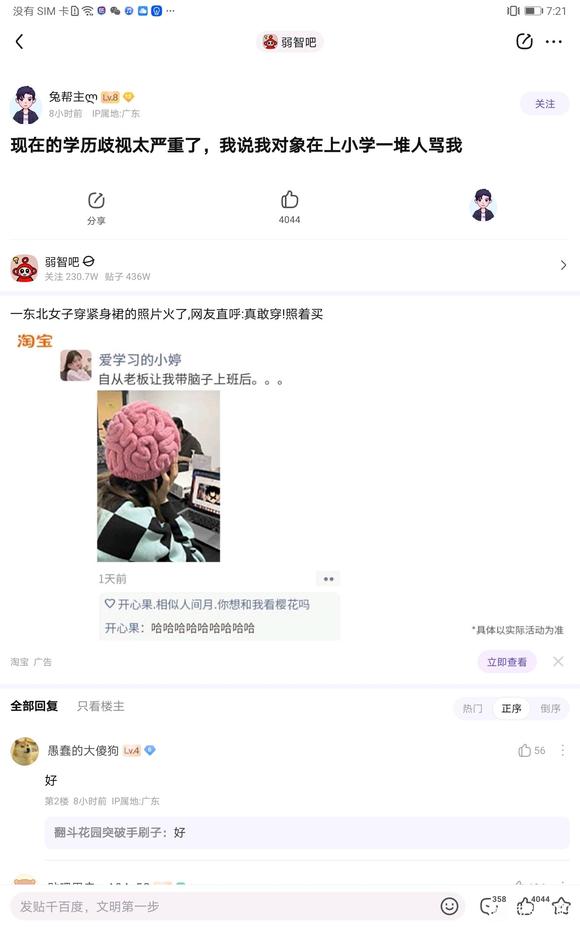 没有 SIM 卡
7:21
弱智吧
兔帮主ღ Lv.8
8小时前 IP属地:广东
关注
现在的学历歧视太严重了，我说我对象在上小学一堆人骂我
分享
4044
弱智吧
关注 230.7W 贴子 436W
一东北女子穿紧身裙的照片火了,网友直呼:真敢穿!照着买
淘宝
爱学习的小婷
自从老板让我带脑子上班后。。。
1天前
开心果.相似人间月.你想和我看樱花吗
开心果：哈哈哈哈哈哈哈哈哈
*具体以实际活动为准
淘宝 广告
立即查看
全部回复 只看楼主
热门 正序 倒序
愚蠢的大傻狗 Lv.4
56
好
第2楼 8小时前 IP属地:广东
翻斗花园突破手刷子：好
发贴千百度，文明第一步
358
4044